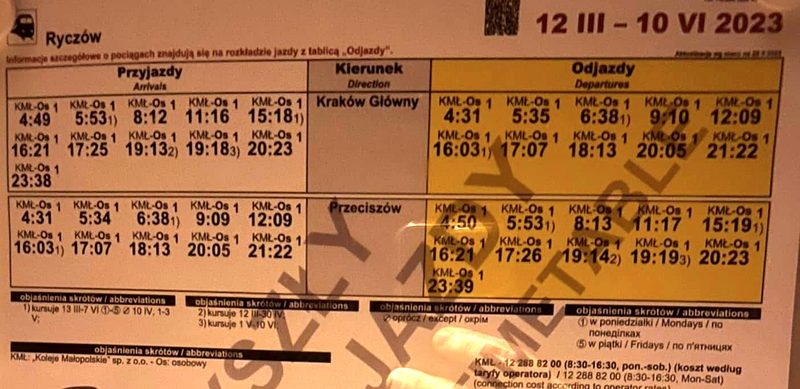 12 III – 10 VI 2023
Ryczów
Informacje szczegółowe o pociągach znajdują się na rozkładzie jazdy z tablicą „Odjazdy".
Przyjazdy
Arrivals
Kierunek
Direction
Odjazdy
Departures
KMŁ-Os 1 KMŁ-Os 1 KMŁ-Os 1 KMŁ-Os 1 KMŁ-Os 1
4:49 5:53 1) 8:12 11:16 15:18 1)
KMŁ-Os 1 KMŁ-Os 1 KMŁ-Os 1 KMŁ-Os 1 KMŁ-Os 1
16:21 17:25 19:13 2) 19:18 3) 20:23
KMŁ-Os 1
23:38
Kraków Główny
KMŁ-Os 1 KMŁ-Os 1 KMŁ-Os 1 KMŁ-Os 1 KMŁ-Os 1
4:31 5:35 6:38 1) 9:10 12:09
KMŁ-Os 1 KMŁ-Os 1 KMŁ-Os 1 KMŁ-Os 1 KMŁ-Os 1
16:03 1) 17:07 18:13 20:05 21:22
KMŁ-Os 1 KMŁ-Os 1 KMŁ-Os 1 KMŁ-Os 1 KMŁ-Os 1
4:31 5:34 6:38 1) 9:09 12:09
KMŁ-Os 1 KMŁ-Os 1 KMŁ-Os 1 KMŁ-Os 1 KMŁ-Os 1
16:03 1) 17:07 18:13 20:05 21:22
Przeciszów
KMŁ-Os 1 KMŁ-Os 1 KMŁ-Os 1 KMŁ-Os 1 KMŁ-Os 1
4:50 5:53 1) 8:13 11:17 15:19 1)
KMŁ-Os 1 KMŁ-Os 1 KMŁ-Os 1 KMŁ-Os 1 KMŁ-Os 1
16:21 17:26 19:14 2) 19:19 3) 20:23
KMŁ-Os 1
23:39
objaśnienia skrótów / abbreviations
1) kursuje 13 III-7 VI ①-⑤ ⊘ 10 IV, 1-3
V;
objaśnienia skrótów / abbreviations
2) kursuje 12 III-30 IV;
3) kursuje 1 V-10 VI;
objaśnienia skrótów / abbreviations
⊘ oprócz / except / окрім
objaśnienia skrótów / abbreviations
① w poniedziałki / Mondays / по
понеділках
⑤ w piątki / Fridays / по п'ятницях
objaśnienia skrótów / abbreviations
KMŁ: „Koleje Małopolskie" sp. z o.o. - Os: osobowy
KMŁ - 12 288 82 00 (8:30-16:30, pon.-sob.) (koszt według
taryfy operatora) / 12 288 82 00 (8:30-16:30, Mon-Sat)
(connection cost according to operator rates)
JAZDY
TIMETABLE